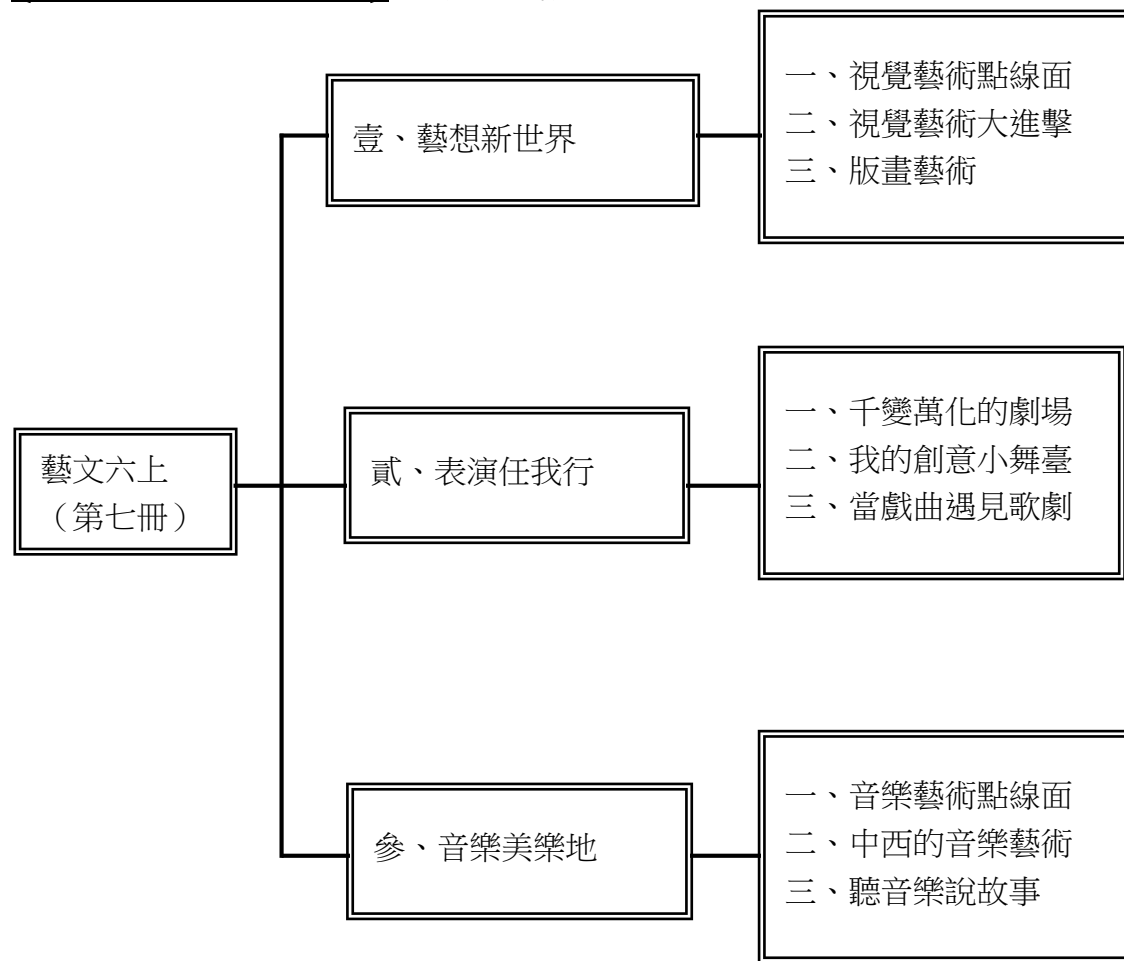 壹、藝想新世界
一、視覺藝術點線面
二、視覺藝術大進擊
三、版畫藝術
藝文六上
（第七冊）
貳、表演任我行
一、千變萬化的劇場
二、我的創意小舞臺
三、當戲曲遇見歌劇
參、音樂美樂地
一、音樂藝術點線面
二、中西的音樂藝術
三、聽音樂說故事